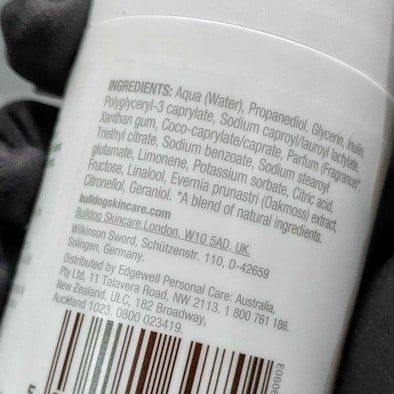 INGREDIENTS: Aqua (Water), Propanediol, Glycerin, Inulin,
Polyglyceryl-3 caprylate, Sodium caproyl/lauroyl lactylate,
Xanthan gum, Coco-caprylate/caprate, Parfum (Fragrance)*,
Triethyl citrate, Sodium benzoate, Sodium stearoyl
glutamate, Limonene, Potassium sorbate, Citric acid,
Fructose, Linalool, Evernia prunastri (Oakmoss) extract,
Citronellol, Geraniol. *A blend of natural ingredients.
bulldogskincare.com
Bulldog Skincare, London, W10 5AD, UK.
Wilkinson Sword, Schützenstr. 110, D-42659
Solingen, Germany.
Distributed by Edgewell Personal Care: Australia,
Pty Ltd. 11 Talavera Road, NW 2113. 1 800 761 186.
New Zealand, ULC, 182 Broadway,
Auckland 1023. 0800 023419.